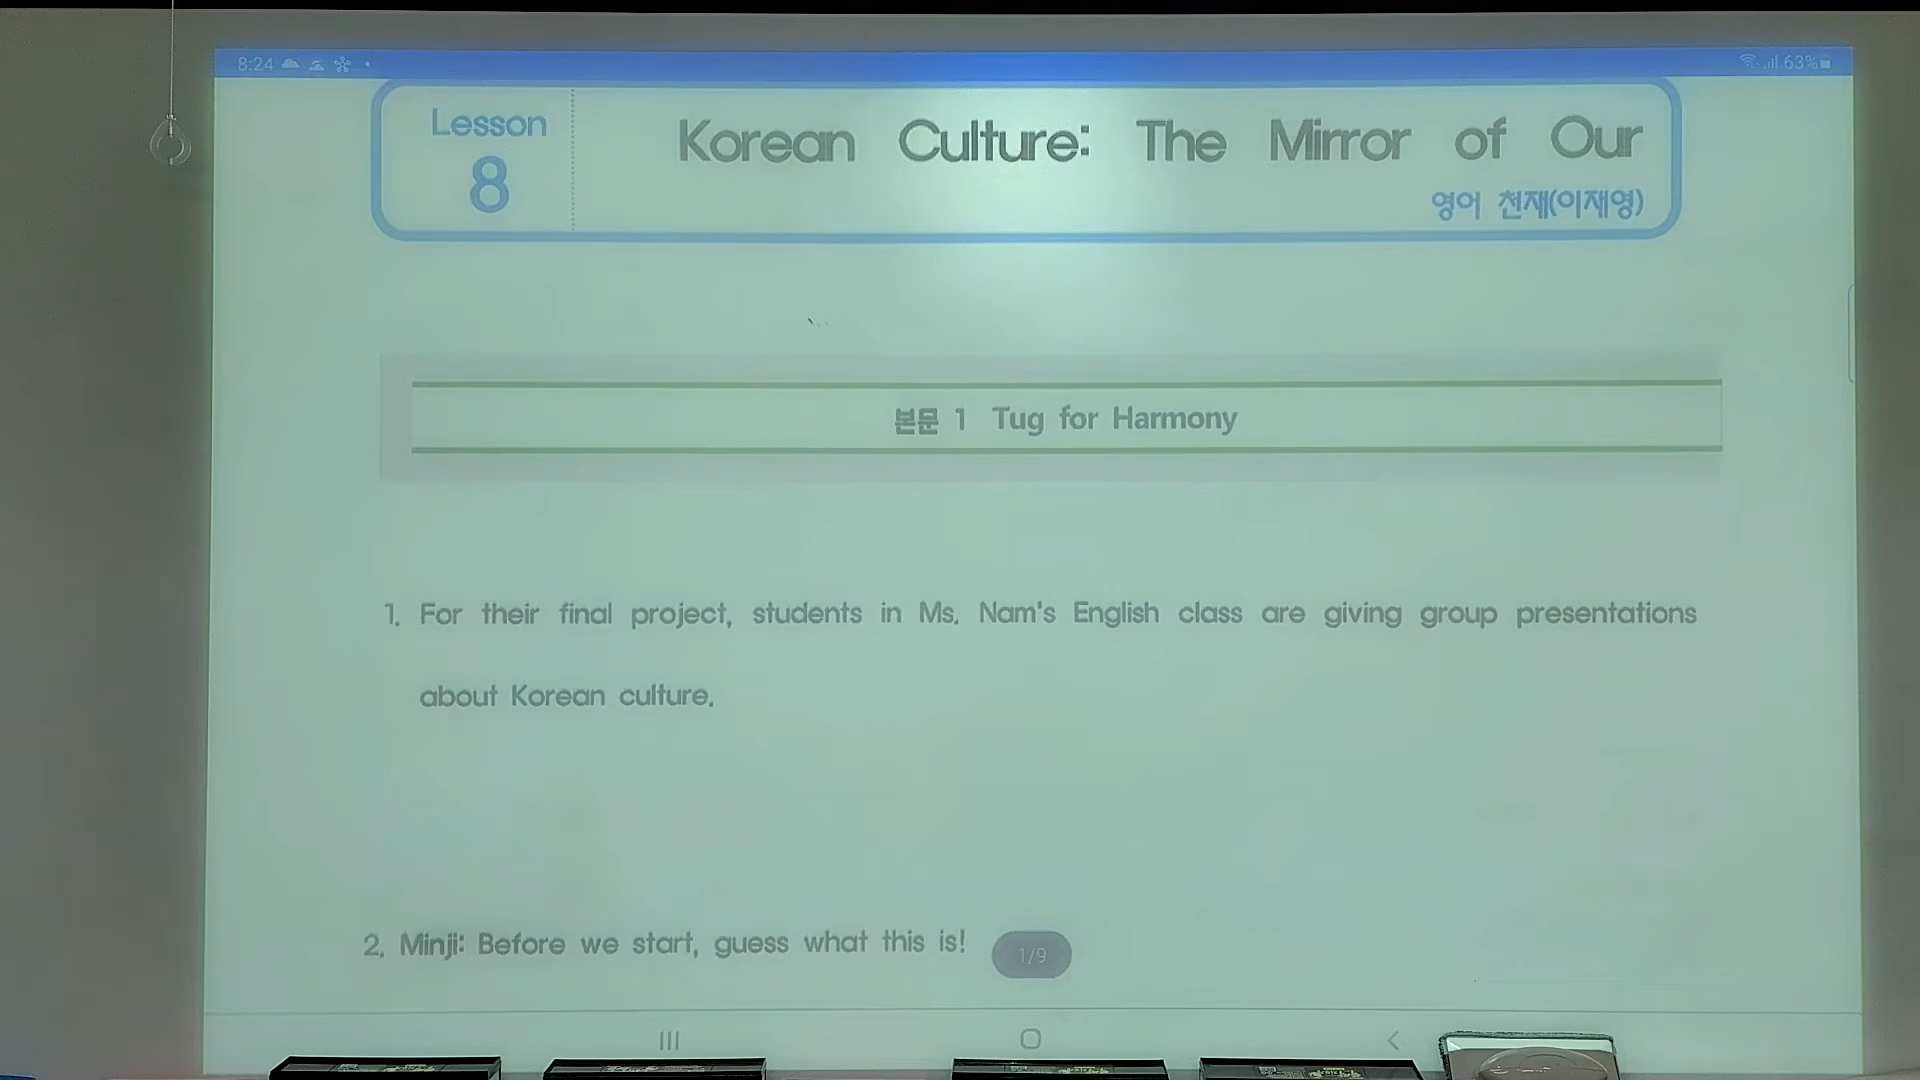 8:24
63%
Lesson
8
Korean Culture: The Mirror of Our
영어 천재(이재영)
본문 1 Tug for Harmony
1. For their final project, students in Ms. Nam's English class are giving group presentations
about Korean culture.
2. Minji: Before we start, guess what this is!
1/9